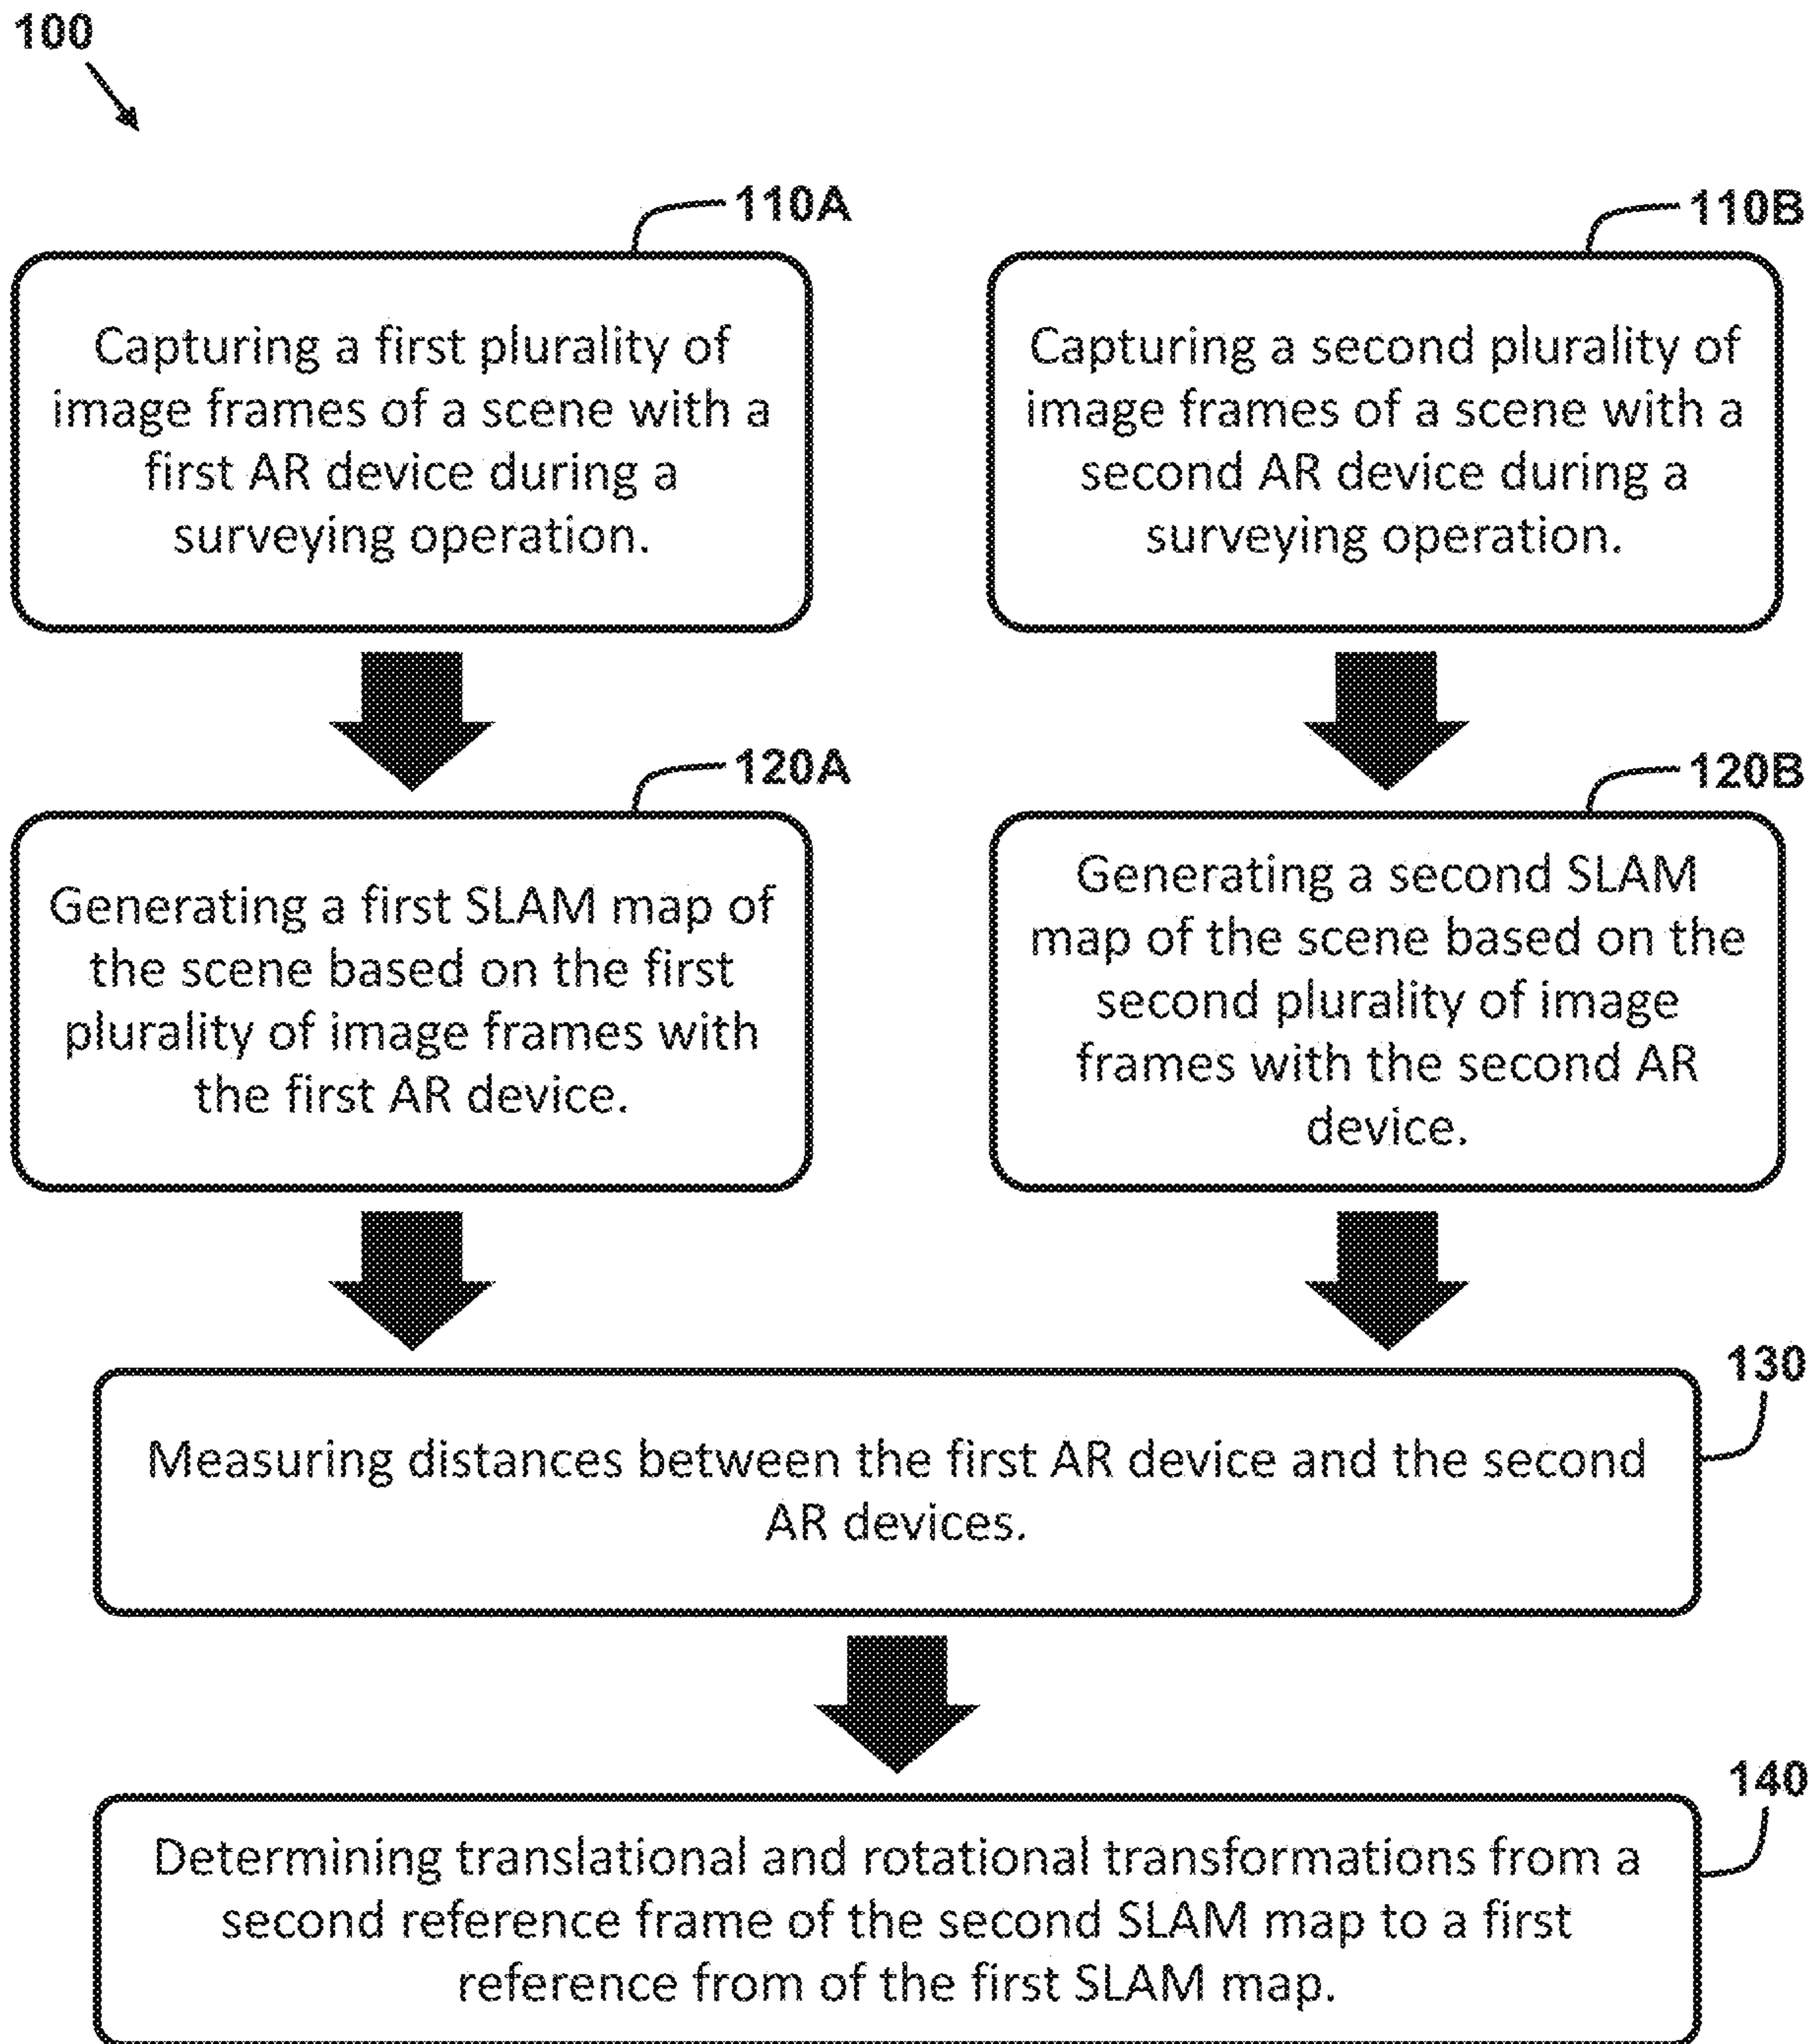 100
110A
Capturing a first plurality of
image frames of a scene with a
first AR device during a
surveying operation.
110B
Capturing a second plurality of
image frames of a scene with a
second AR device during a
surveying operation.
120A
Generating a first SLAM map of
the scene based on the first
plurality of image frames with
the first AR device.
120B
Generating a second SLAM
map of the scene based on the
second plurality of image
frames with the second AR
device.
130
Measuring distances between the first AR device and the second
AR devices.
140
Determining translational and rotational transformations from a
second reference frame of the second SLAM map to a first
reference from of the first SLAM map.